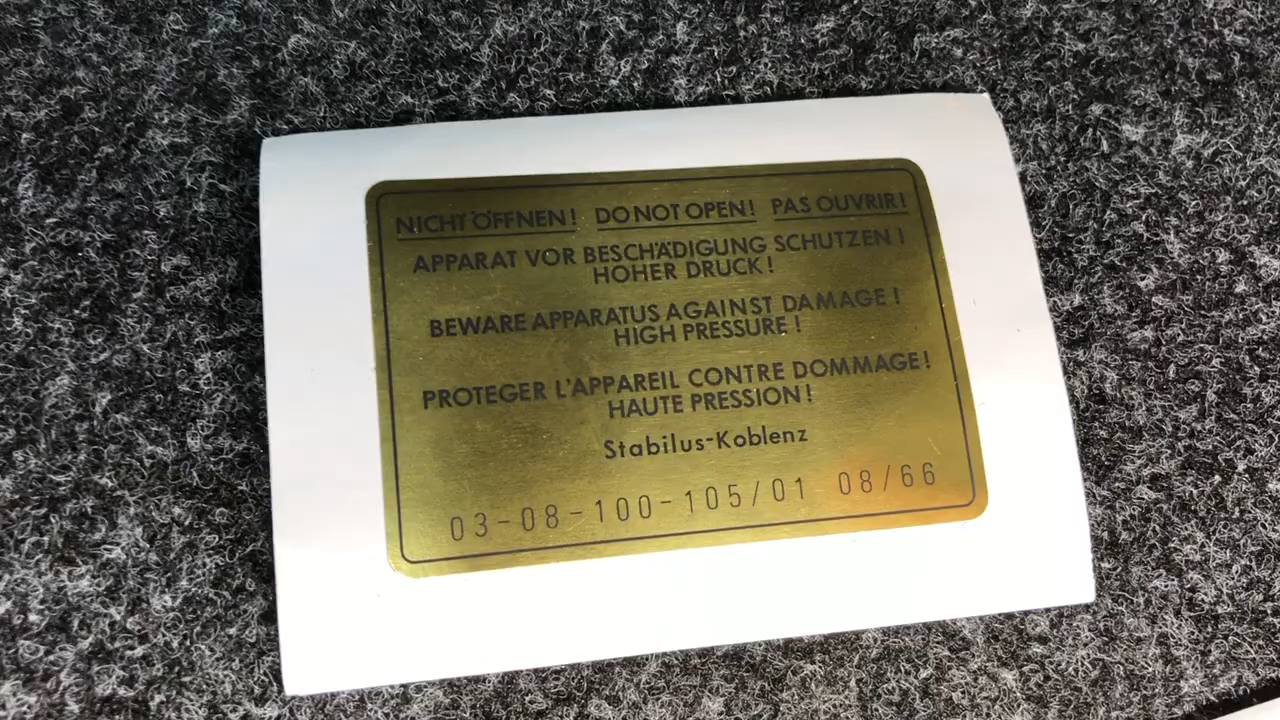 NICHT ÖFFNEN! DO NOT OPEN! PAS OUVRIR!
APPARAT VOR BESCHÄDIGUNG SCHUTZEN!
HOHER DRUCK!
BEWARE APPARATUS AGAINST DAMAGE!
HIGH PRESSURE!
PROTEGER L'APPAREIL CONTRE DOMMAGE!
HAUTE PRESSION!
Stabilus-Koblenz
03-08-100-105/01 08/66